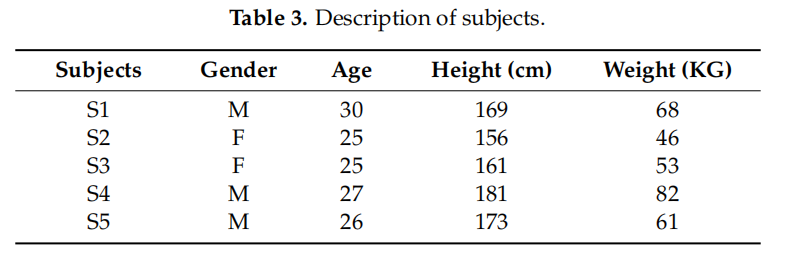 Table 3. Description of subjects.
Subjects Gender Age Height (cm) Weight (KG)
S1 M 30 169 68
S2 F 25 156 46
S3 F 25 161 53
S4 M 27 181 82
S5 M 26 173 61